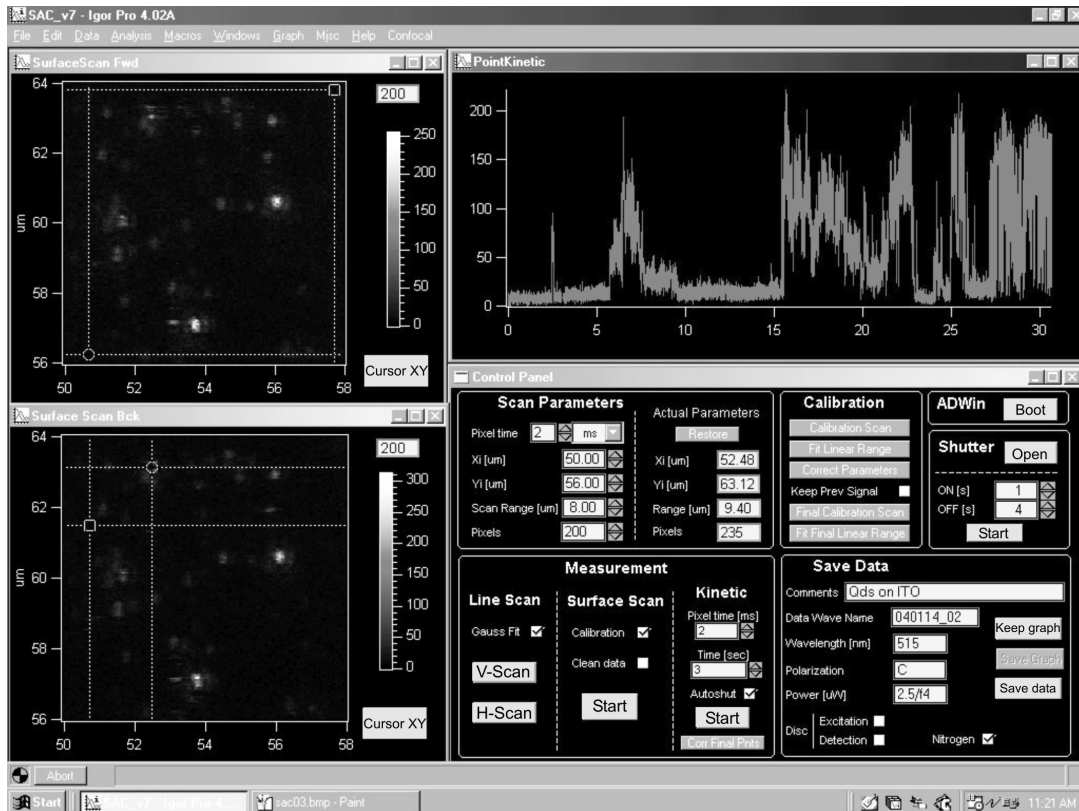 SAC_v7 - Igor Pro 4.02A
File Edit Data Analysis Macros Windows Graph Misc Help Confocal
SurfaceScan Fwd
64
62
60
58
56
um
50 52 54 56 58
200
250
200
150
100
50
0
Cursor XY
PointKinetic
200
150
100
50
0
0 5 10 15 20 25 30
Surface Scan Bck
64
62
60
58
56
um
50 52 54 56 58
200
300
250
200
150
100
50
0
Cursor XY
Control Panel
Scan Parameters
Pixel time 2 ms
Xi [um] 50.00
Yi [um] 56.00
Scan Range [um] 8.00
Pixels 200
Actual Parameters
Restore
Xi [um] 52.48
Yi [um] 63.12
Range [um] 9.40
Pixels 235
Calibration
Calibration Scan
Fit Linear Range
Correct Parameters
Keep Prev Signal
Final Calibration Scan
Fit Final Linear Range
ADWin Boot
Shutter Open
ON [s] 1
OFF [s] 4
Start
Measurement
Line Scan
Gauss Fit
V-Scan
H-Scan
Surface Scan
Calibration
Clean data
Start
Kinetic
Pixel time [ms]
2
Time [sec]
3
Autoshut
Start
Corr Final Pnts
Save Data
Comments Qds on ITO
Data Wave Name 040114_02
Wavelength [nm] 515
Polarization C
Power [uW] 2.5/f4
Keep graph
Save Graph
Save data
Disc
Excitation
Detection
Nitrogen
Abort
Start
SAC_v7 - Igor Pro 4....
sac03.bmp - Paint
11:21 AM